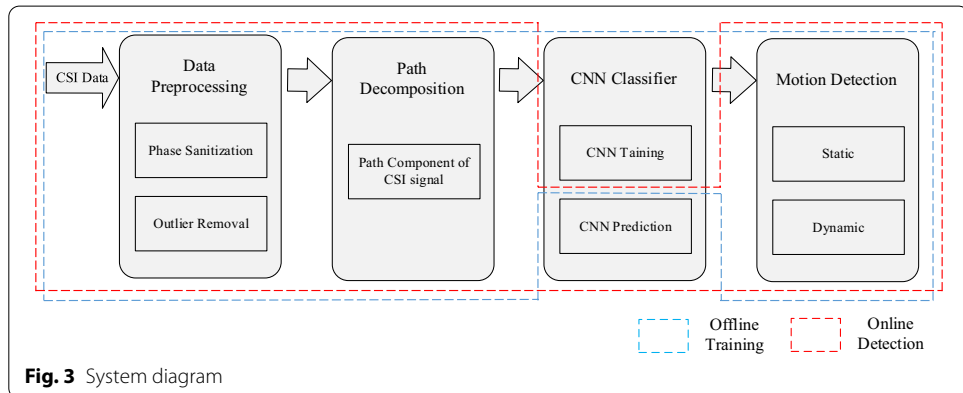 CSI Data
Data
Preprocessing
Phase Sanitization
Outlier Removal
Path
Decomposition
Path Component of
CSI signal
CNN Classifier
CNN Taining
CNN Prediction
Motion Detection
Static
Dynamic
Offline
Training
Online
Detection
Fig. 3 System diagram